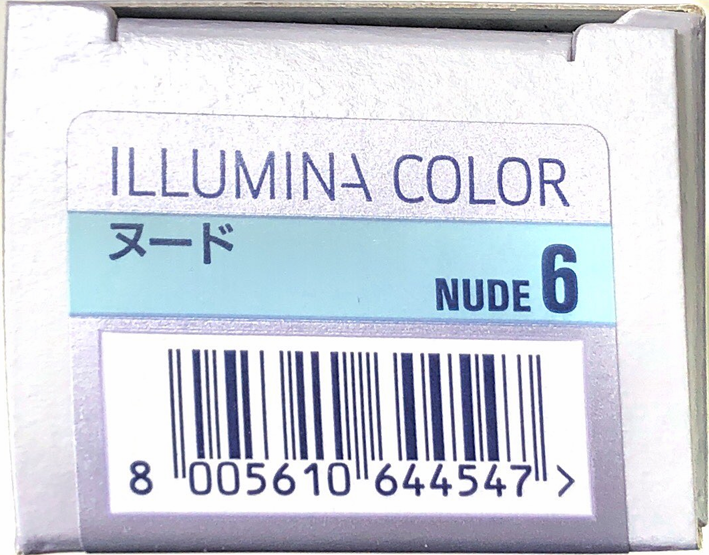 ILLUMINA COLOR
ヌード
NUDE 6
8 005610 644547 >